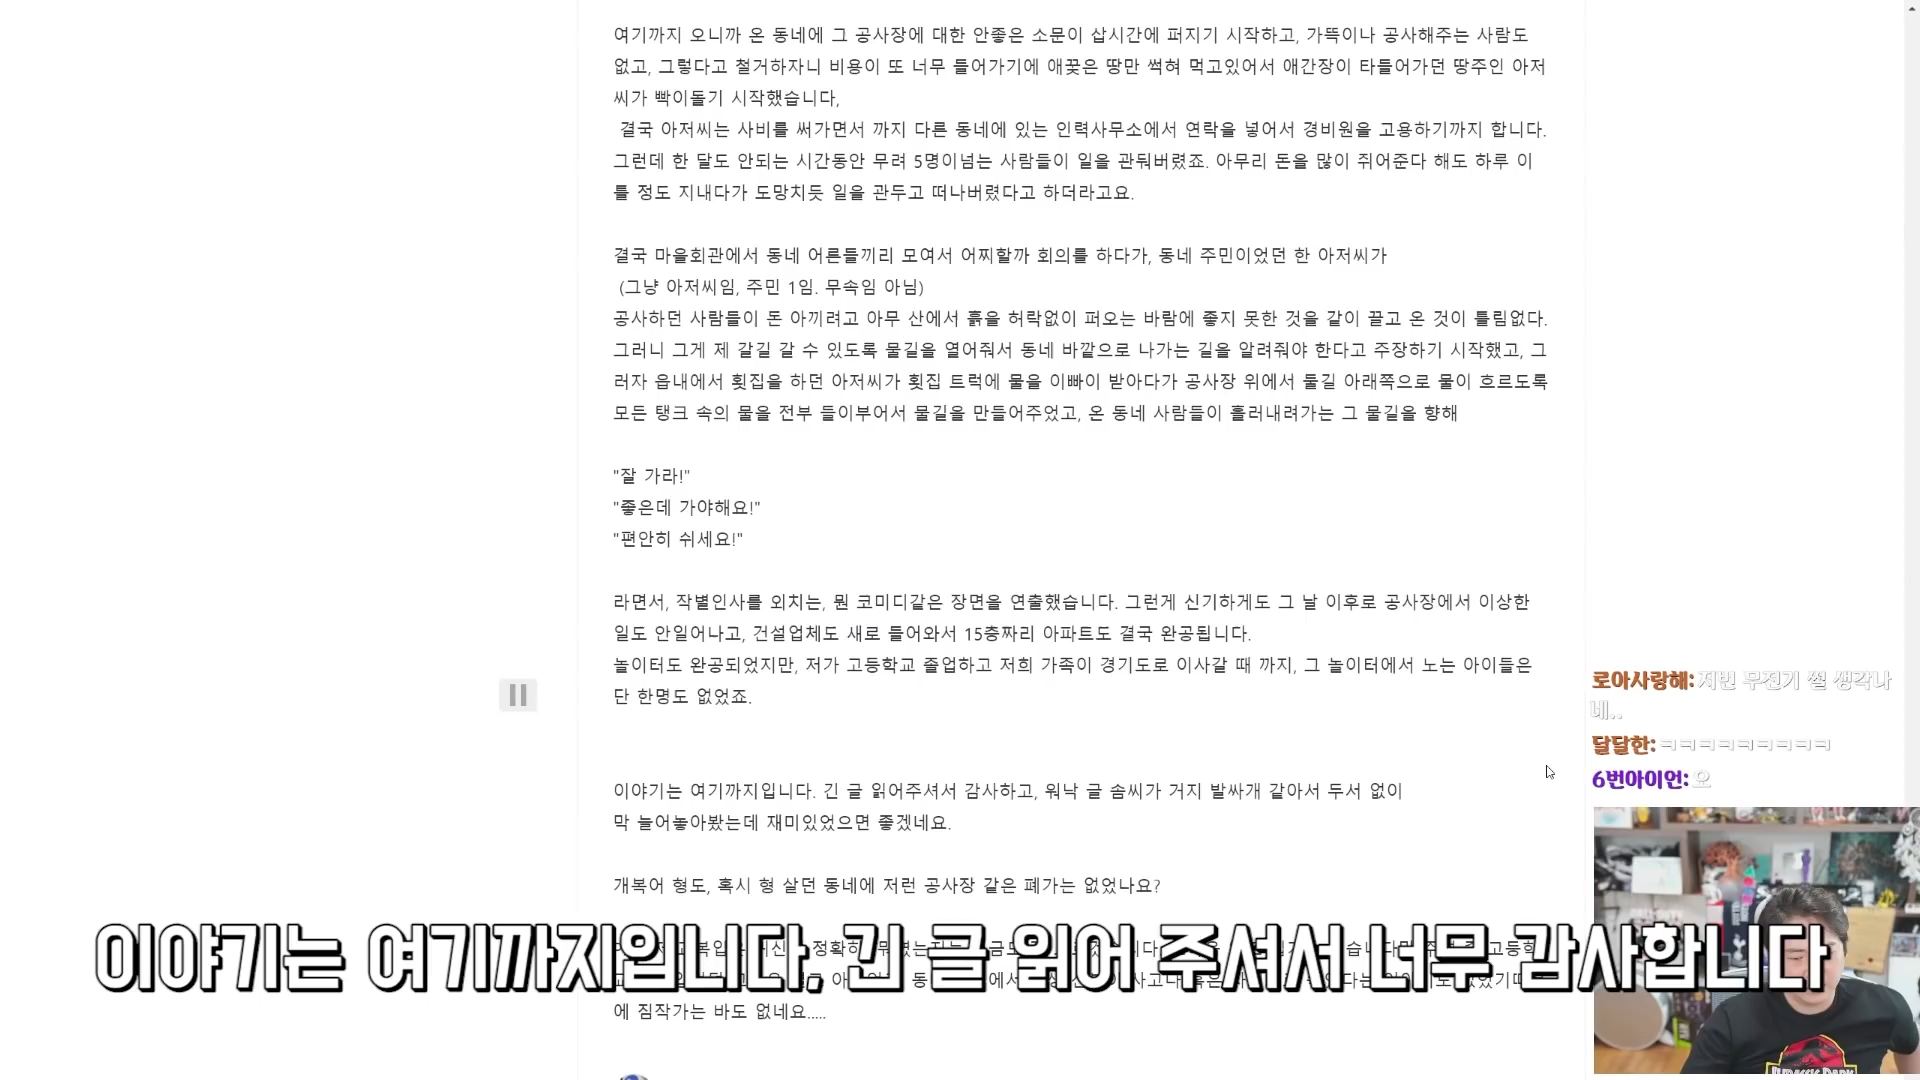 여기까지 오니까 온 동네에 그 공사장에 대한 안좋은 소문이 삽시간에 퍼지기 시작하고, 가뜩이나 공사해주는 사람도
없고, 그렇다고 철거하자니 비용이 또 너무 들어가기에 애꿎은 땅만 썩혀 먹고있어서 애간장이 타들어가던 땅주인 아저
씨가 빡이돌기 시작했습니다,
결국 아저씨는 사비를 써가면서 까지 다른 동네에 있는 인력사무소에서 연락을 넣어서 경비원을 고용하기까지 합니다.
그런데 한 달도 안되는 시간동안 무려 5명이넘는 사람들이 일을 관둬버렸죠. 아무리 돈을 많이 쥐어준다 해도 하루 이
틀 정도 지내다가 도망치듯 일을 관두고 떠나버렸다고 하더라고요.
결국 마을회관에서 동네 어른들끼리 모여서 어찌할까 회의를 하다가, 동네 주민이었던 한 아저씨가
(그냥 아저씨임, 주민 1임. 무속임 아님)
공사하던 사람들이 돈 아끼려고 아무 산에서 흙을 허락없이 퍼오는 바람에 좋지 못한 것을 같이 끌고 온 것이 틀림없다.
그러니 그게 제 갈길 갈 수 있도록 물길을 열어줘서 동네 바깥으로 나가는 길을 알려줘야 한다고 주장하기 시작했고, 그
러자 읍내에서 횟집을 하던 아저씨가 횟집 트럭에 물을 이빠이 받아다가 공사장 위에서 둘길 아래쪽으로 물이 흐르도록
모든 탱크 속의 물을 전부 들이부어서 물길을 만들어주었고, 온 동네 사람들이 흘러내려가는 그 물길을 향해
"잘 가라!"
"좋은데 가야해요!"
"편안히 쉬세요!"
라면서, 작별인사를 외치는, 뭔 코미디같은 장면을 연출했습니다. 그런게 신기하게도 그 날 이후로 공사장에서 이상한
일도 안일어나고, 건설업체도 새로 들어와서 15층짜리 아파트도 결국 완공됩니다.
놀이터도 완공되었지만, 저가 고등학교 졸업하고 저희 가족이 경기도로 이사갈 때 까지, 그 놀이터에서 노는 아이들은
단 한명도 없었죠.
로아사랑해: 저번 무전기 썰 생각나
네..
달달한: ㅋㅋㅋㅋㅋㅋㅋㅋㅋ
6번아이언: 오
이야기는 여기까지입니다. 긴 글 읽어주셔서 감사하고, 워낙 글 솜씨가 거지 발싸개 같아서 두서 없이
막 늘어놓아봤는데 재미있었으면 좋겠네요.
개복어 형도, 혹시 형 살던 동네에 저런 공사장 같은 폐가는 없었나요?
이야기는 여기까지입니다, 긴 글 읽어 주셔서 너무 감사합니다
에 짐작가는 바도 없네요.....